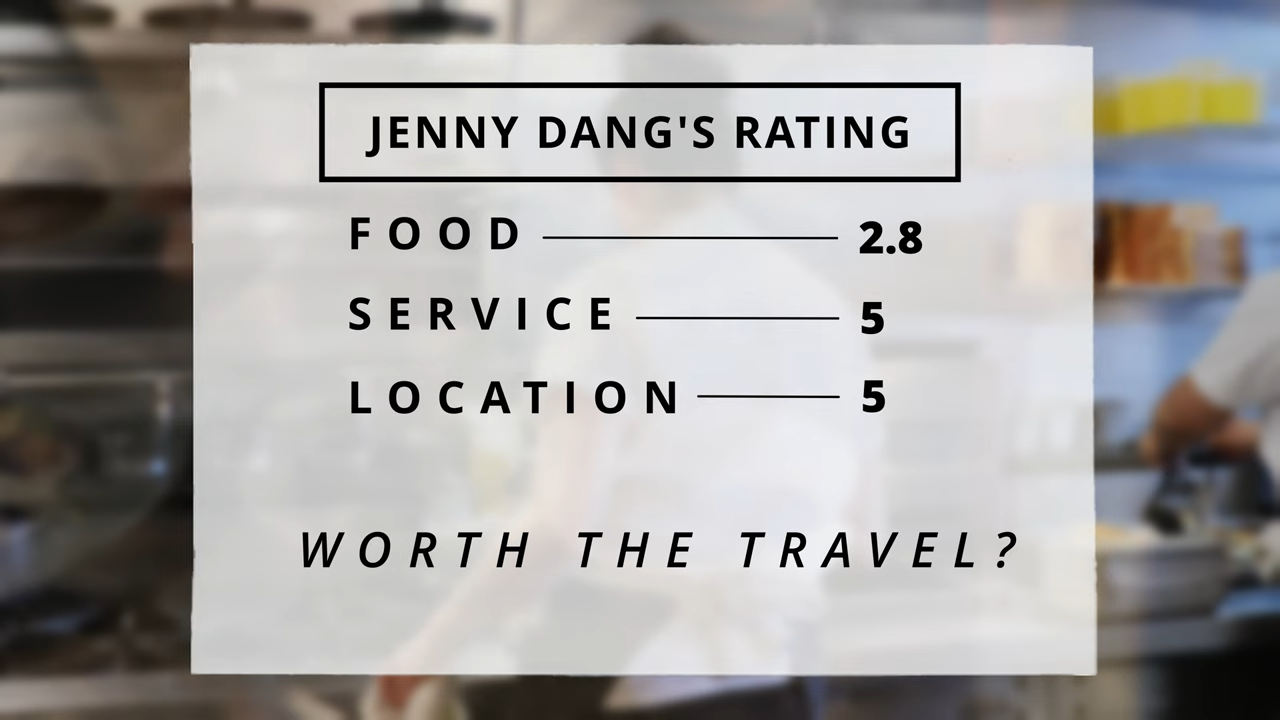 JENNY DANG'S RATING
FOOD 2.8
SERVICE 5
LOCATION 5
WORTH THE TRAVEL?